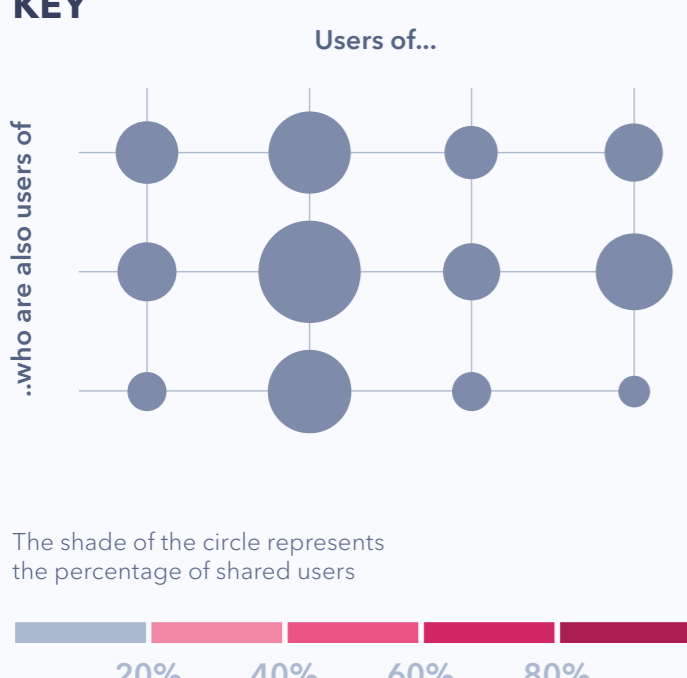 KEY
Users of...
..who are also users of
The shade of the circle represents
the percentage of shared users
20% 40% 60% 80%